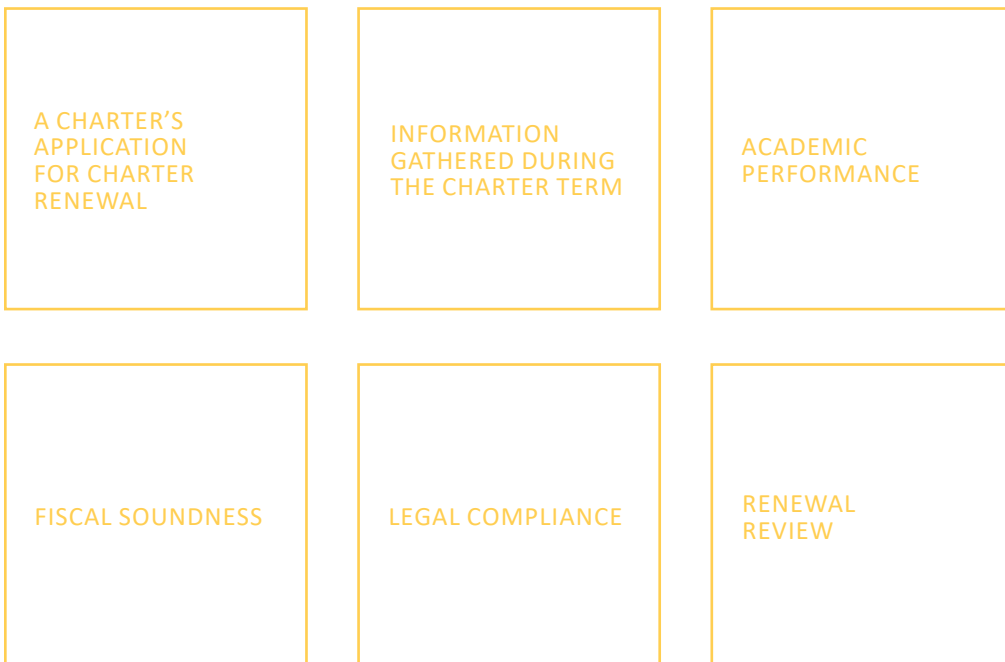 A CHARTER’S
APPLICATION
FOR CHARTER
RENEWAL
INFORMATION
GATHERED DURING
THE CHARTER TERM
ACADEMIC
PERFORMANCE
FISCAL SOUNDNESS
LEGAL COMPLIANCE
RENEWAL
REVIEW